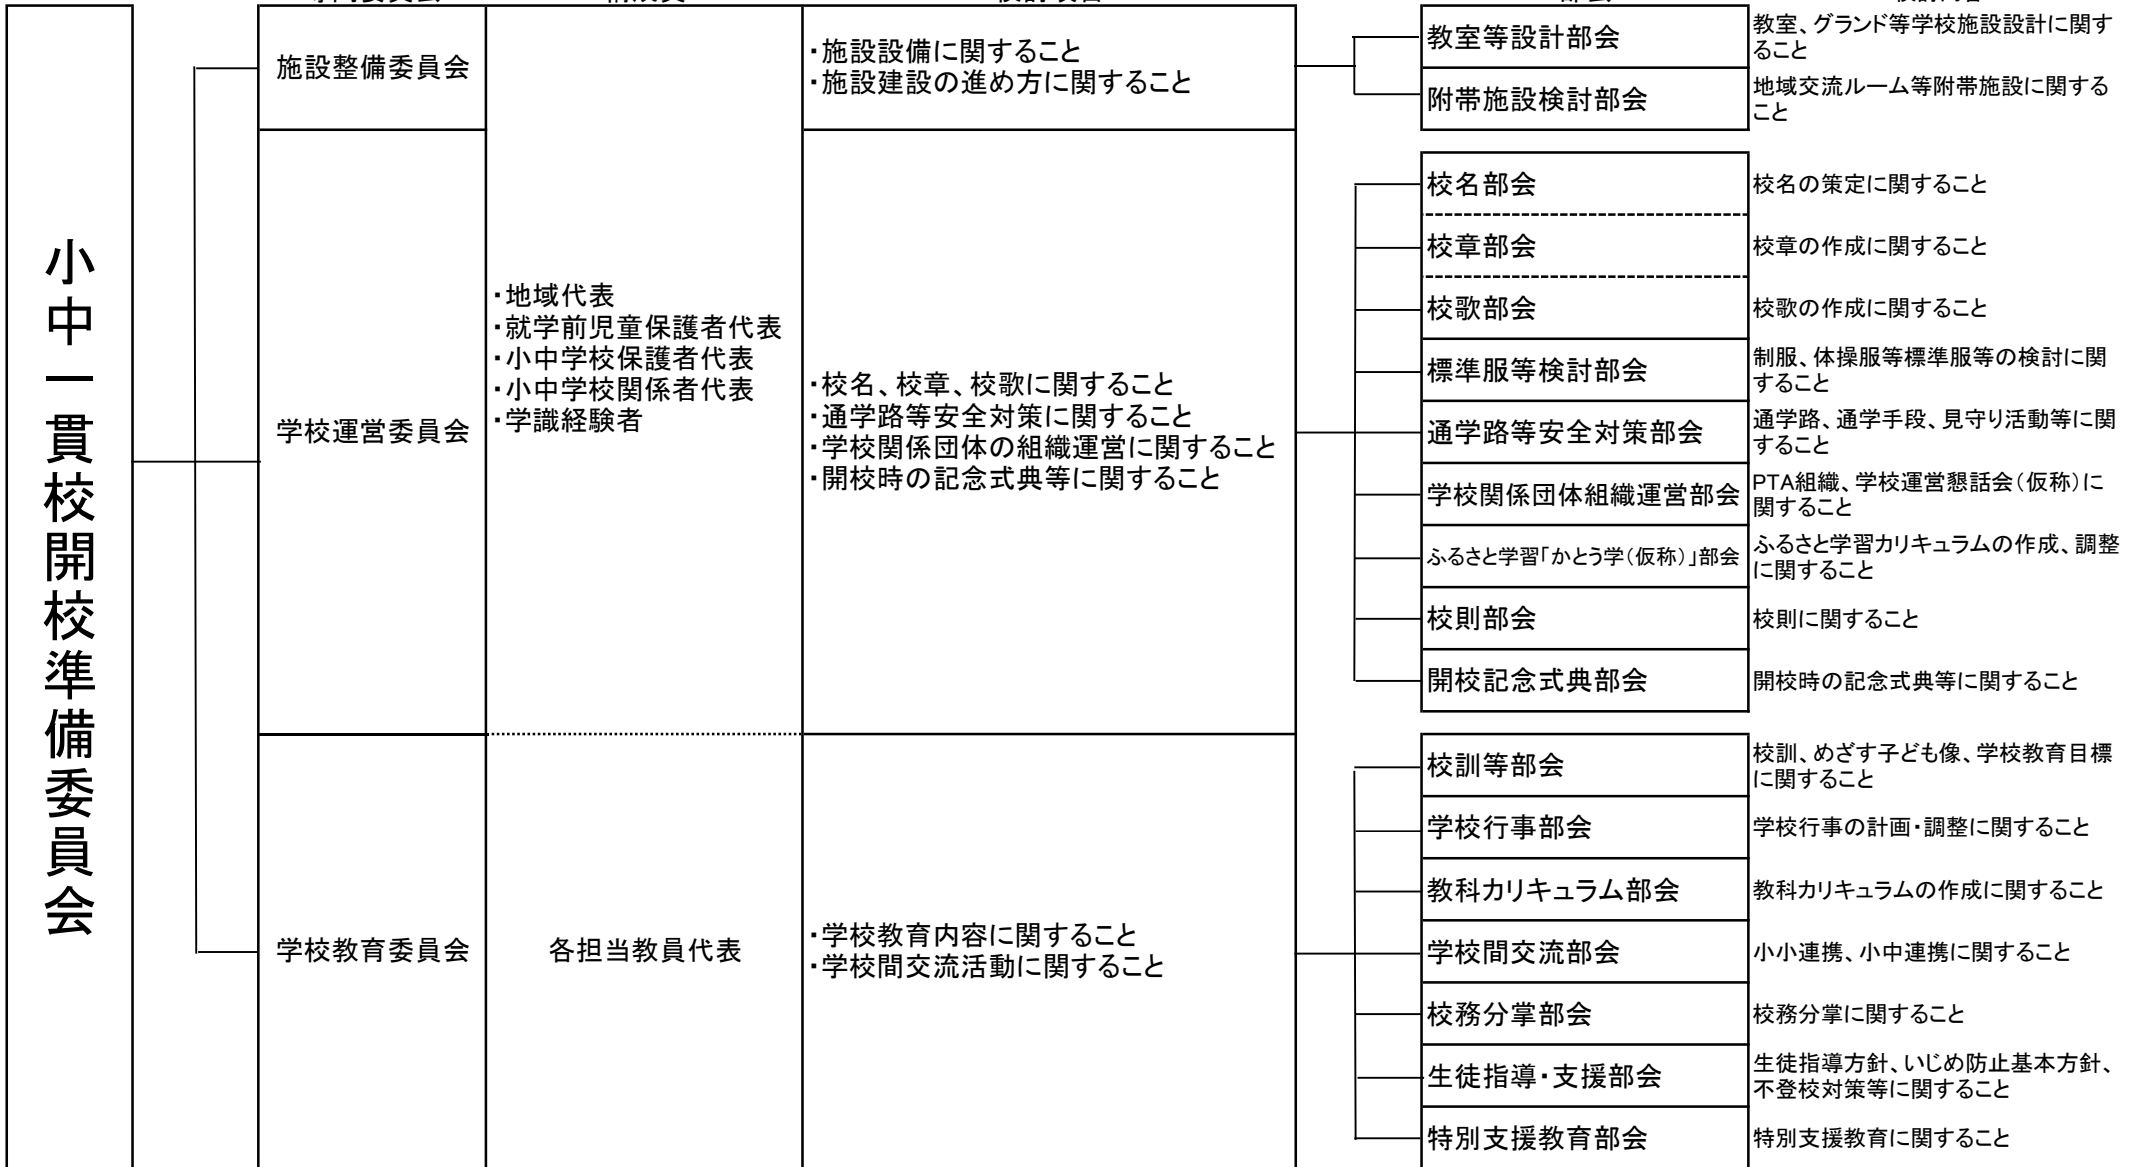 小中一貫校開校準備委員会
施設整備委員会
・施設設備に関すること
・施設建設の進め方に関すること
教室等設計部会
教室、グランド等学校施設設計に関す
ること
附帯施設検討部会
地域交流ルーム等附帯施設に関する
こと
学校運営委員会
・地域代表
・就学前児童保護者代表
・小中学校保護者代表
・小中学校関係者代表
・学識経験者
・校名、校章、校歌に関すること
・通学路等安全対策に関すること
・学校関係団体の組織運営に関すること
・開校時の記念式典等に関すること
校名部会
校名の策定に関すること
校章部会
校章の作成に関すること
校歌部会
校歌の作成に関すること
標準服等検討部会
制服、体操服等標準服等の検討に関
すること
通学路等安全対策部会
通学路、通学手段、見守り活動等に関
すること
学校関係団体組織運営部会
PTA組織、学校運営懇話会(仮称)に
関すること
ふるさと学習「かとう学(仮称)」部会
ふるさと学習カリキュラムの作成、調整
に関すること
校則部会
校則に関すること
開校記念式典部会
開校時の記念式典等に関すること
学校教育委員会
各担当教員代表
・学校教育内容に関すること
・学校間交流活動に関すること
校訓等部会
校訓、めざす子ども像、学校教育目標
に関すること
学校行事部会
学校行事の計画・調整に関すること
教科カリキュラム部会
教科カリキュラムの作成に関すること
学校間交流部会
小小連携、小中連携に関すること
校務分掌部会
校務分掌に関すること
生徒指導・支援部会
生徒指導方針、いじめ防止基本方針、
不登校対策等に関すること
特別支援教育部会
特別支援教育に関すること